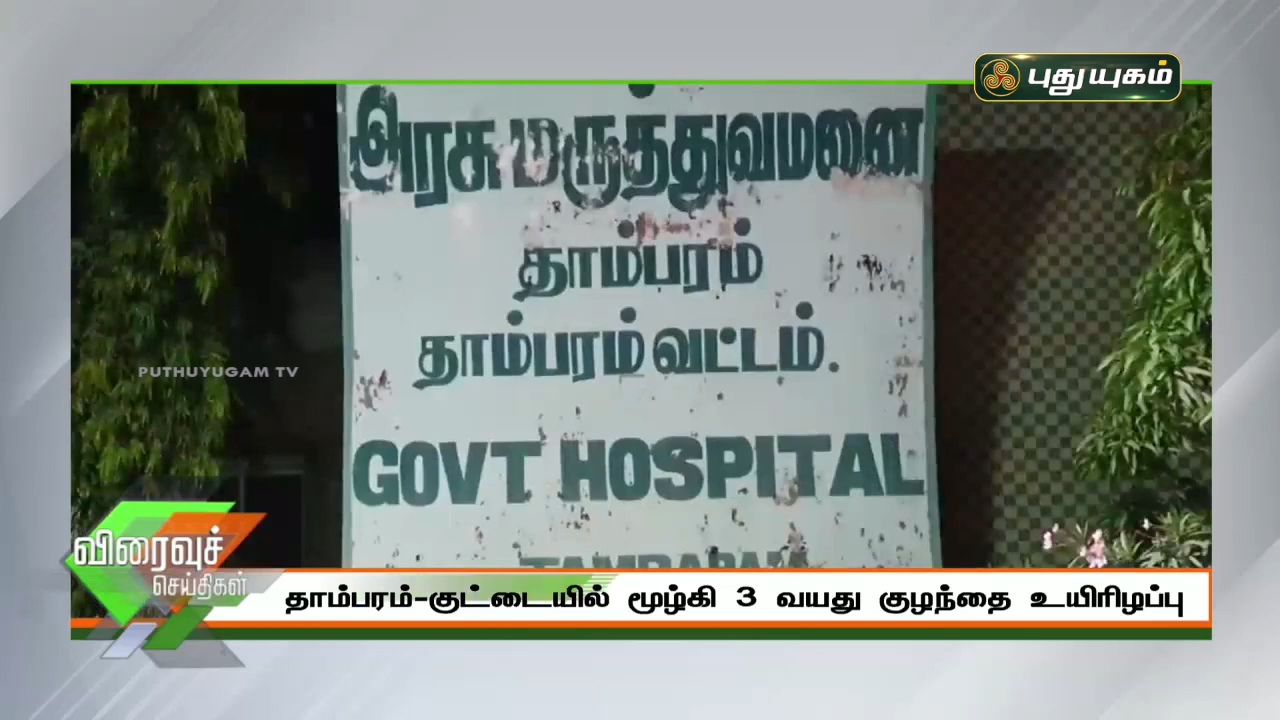 புதுயுகம்
அரசு மருத்துவமனை
தாம்பரம்
தாம்பரம் வட்டம்.
PUTHUYUGAM TV
GOVT HOSPITAL
TAMBARAM
விரைவுச்
செய்திகள்
தாம்பரம்-குட்டையில் மூழ்கி 3 வயது குழந்தை உயிரிழப்பு